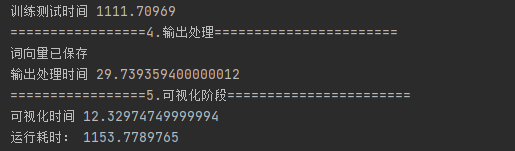 训练测试时间 1111.70969
=================4.输出处理=======================
词向量已保存
输出处理时间 29.739359400000012
=================5.可视化阶段=======================
可视化时间 12.32974749999994
运行耗时: 1153.7789765